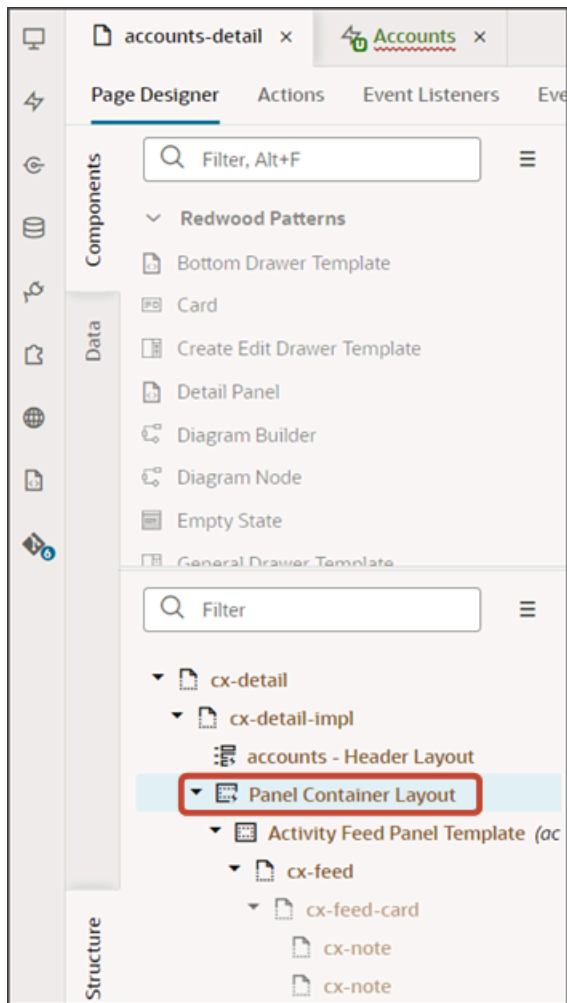 accounts-detail ×
Accounts ×
Page Designer Actions Event Listeners Eve
Components
Filter, Alt+F
Redwood Patterns
Bottom Drawer Template
Card
Data
Create Edit Drawer Template
Detail Panel
Diagram Builder
Diagram Node
Empty State
General Drawer Template
6
Filter
cx-detail
cx-detail-impl
accounts - Header Layout
Panel Container Layout
Activity Feed Panel Template (ac
cx-feed
cx-feed-card
Structure
cx-note
cx-note